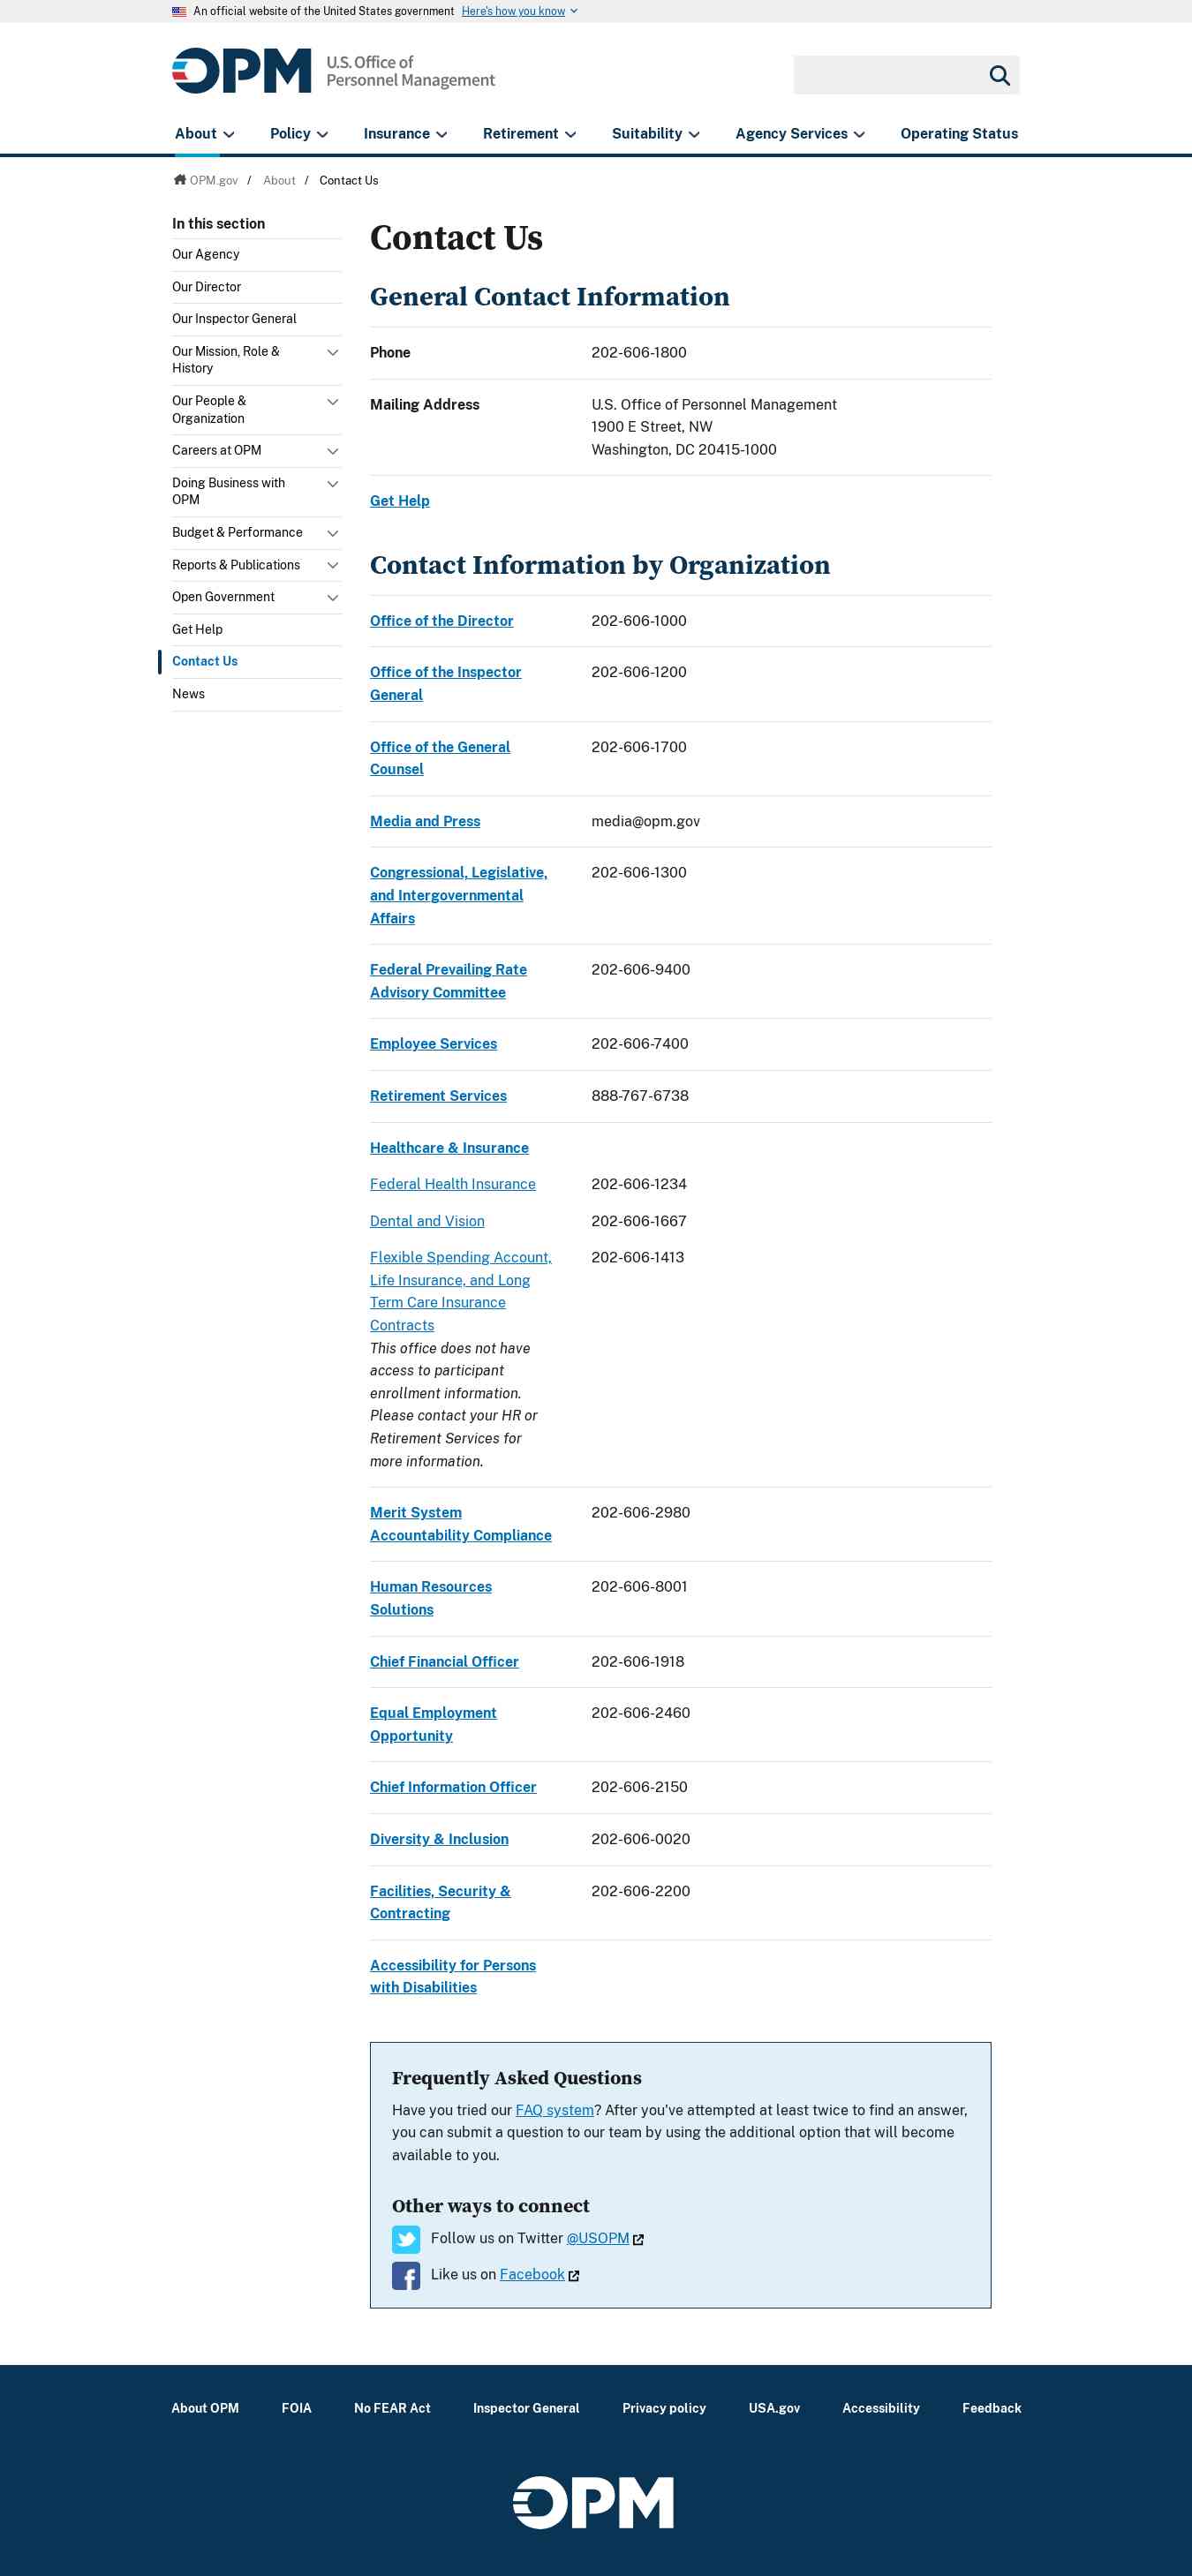 An official website of the United States government Here's how you know
OPM U.S. Office of
Personnel Management
About Policy Insurance Retirement Suitability Agency Services Operating Status
OPM.gov / About / Contact Us
In this section
Our Agency
Our Director
Our Inspector General
Our Mission, Role &
History
Our People &
Organization
Careers at OPM
Doing Business with
OPM
Budget & Performance
Reports & Publications
Open Government
Get Help
Contact Us
News
Contact Us
General Contact Information
Phone 202-606-1800
Mailing Address U.S. Office of Personnel Management
1900 E Street, NW
Washington, DC 20415-1000
Get Help
Contact Information by Organization
Office of the Director 202-606-1000
Office of the Inspector 202-606-1200
General
Office of the General 202-606-1700
Counsel
Media and Press media@opm.gov
Congressional, Legislative, 202-606-1300
and Intergovernmental
Affairs
Federal Prevailing Rate 202-606-9400
Advisory Committee
Employee Services 202-606-7400
Retirement Services 888-767-6738
Healthcare & Insurance
Federal Health Insurance 202-606-1234
Dental and Vision 202-606-1667
Flexible Spending Account, 202-606-1413
Life Insurance, and Long
Term Care Insurance
Contracts
This office does not have
access to participant
enrollment information.
Please contact your HR or
Retirement Services for
more information.
Merit System 202-606-2980
Accountability Compliance
Human Resources 202-606-8001
Solutions
Chief Financial Officer 202-606-1918
Equal Employment 202-606-2460
Opportunity
Chief Information Officer 202-606-2150
Diversity & Inclusion 202-606-0020
Facilities, Security & 202-606-2200
Contracting
Accessibility for Persons
with Disabilities
Frequently Asked Questions
Have you tried our FAQ system? After you've attempted at least twice to find an answer,
you can submit a question to our team by using the additional option that will become
available to you.
Other ways to connect
Follow us on Twitter @USOPM
Like us on Facebook
About OPM FOIA No FEAR Act Inspector General Privacy policy USA.gov Accessibility Feedback
OPM